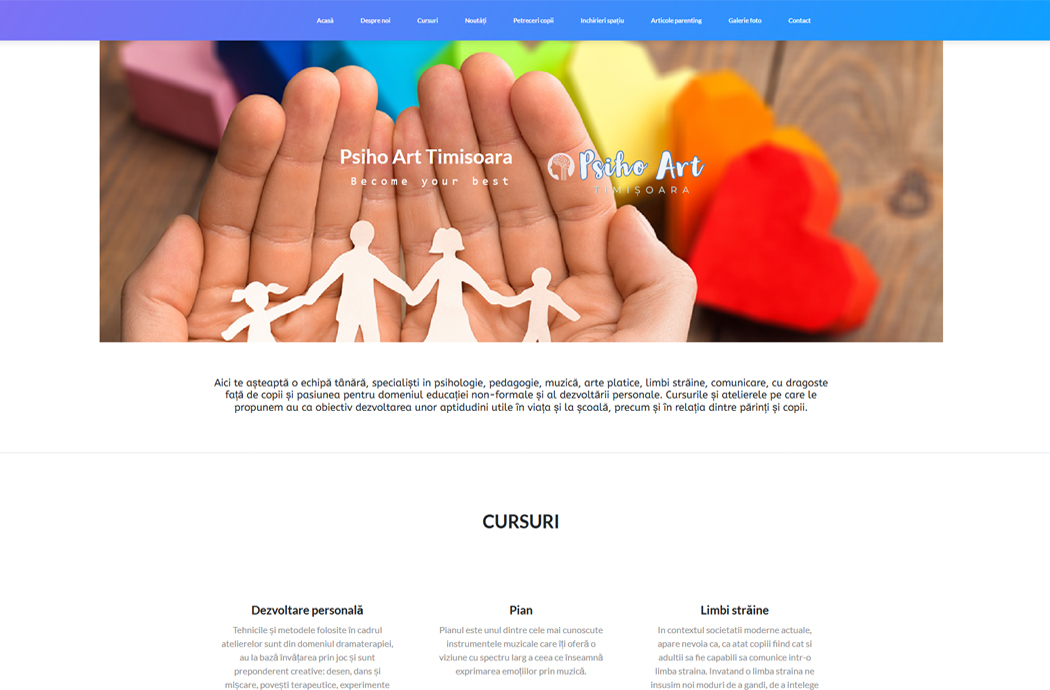 Acasă Despre noi Cursuri Noutăți Petreceri copii Inchirieri spațiu Articole parenting Galerie foto Contact
Psiho Art Timisoara
Become your best
Psiho Art
TIMIȘOARA
Aici te așteaptă o echipă tânără, specialiști in psihologie, pedagogie, muzică, arte platice, limbi străine, comunicare, cu dragoste
față de copii și pasiunea pentru domeniul educației non-formale și al dezvoltării personale. Cursurile și atelierele pe care le
propunem au ca obiectiv dezvoltarea unor aptidudini utile în viața și la școală, precum și în relația dintre părinți și copii.
CURSURI
Dezvoltare personală
Tehnicile și metodele folosite în cadrul
atelierelor sunt din domeniul dramaterapiei,
au la bază învățarea prin joc și sunt
preponderent creative: desen, dans și
mișcare, povești terapeutice, experimente
Pian
Pianul este unul dintre cele mai cunoscute
instrumentele muzicale care îți oferă o
viziune cu spectru larg a ceea ce înseamnă
exprimarea emoțiilor prin muzică.
Limbi străine
In contextul societatii moderne actuale,
apare nevoia ca, ca atat copiii fiind cat si
adultii sa fie capabili sa comunice intr-o
limba straina. Invatand o limba straina ne
insusim noi moduri de a gandi, de a intelege